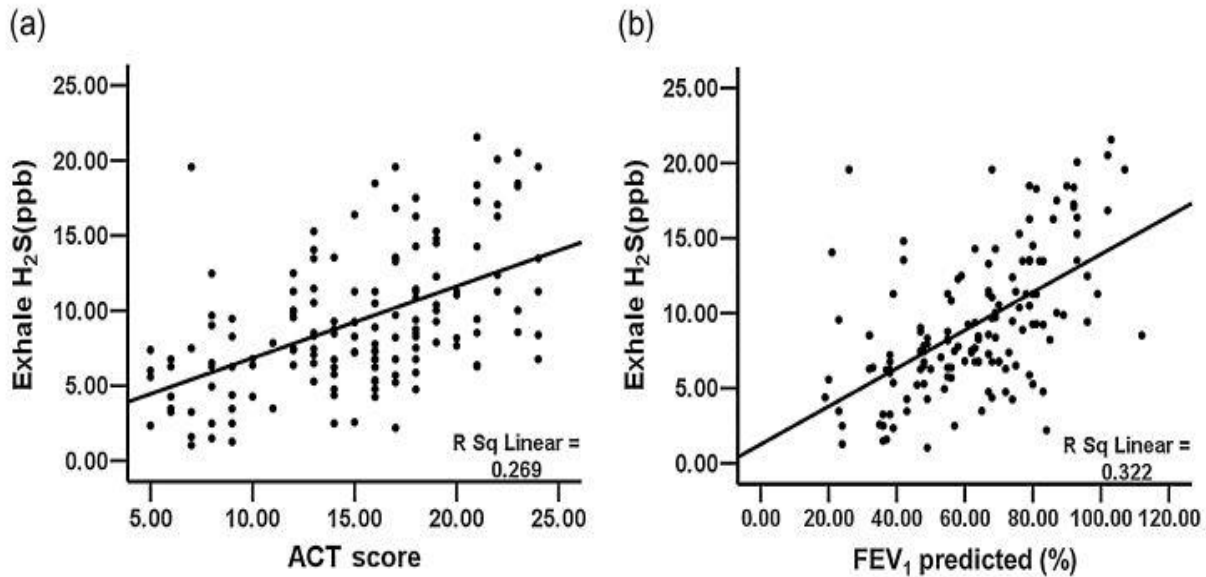 (a)
Exhale H₂S(ppb)
25.00
20.00
15.00
10.00
5.00
0.00
R Sq Linear =
0.269
5.00 10.00 15.00 20.00 25.00
ACT score
(b)
Exhale H₂S(ppb)
25.00
20.00
15.00
10.00
5.00
0.00
R Sq Linear =
0.322
0.00 20.00 40.00 60.00 80.00 100.00 120.00
FEV₁ predicted (%)